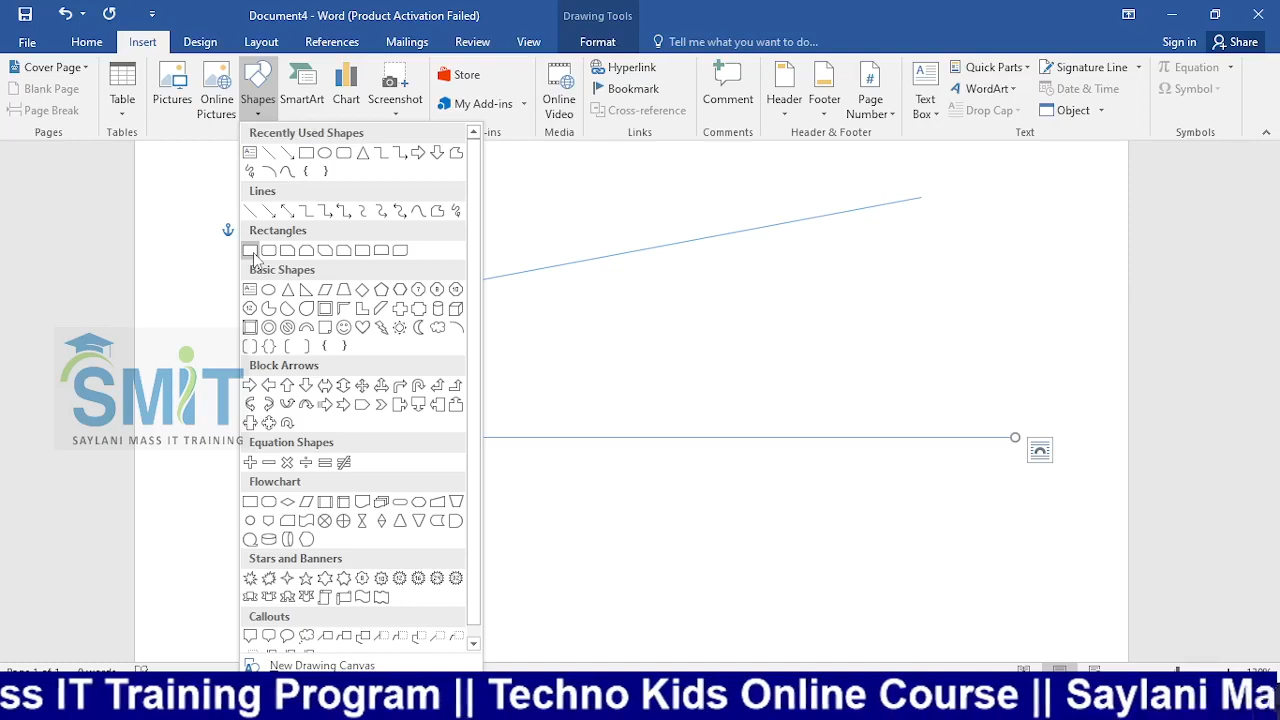 Document4 - Word (Product Activation Failed)
Drawing Tools
File
Home
Insert
Design
Layout
References
Mailings
Review
View
Format
Tell me what you want to do...
Sign in
Share
Cover Page
Blank Page
Page Break
Pages
Table
Tables
Pictures
Online
Pictures
Shapes
SmartArt
Chart
Screenshot
Store
My Add-ins
-ins
Online
Video
Media
Hyperlink
Bookmark
Cross-reference
Links
Comment
Comments
Header
Footer
Page
Number
Header & Footer
Text
Box
Quick Parts
WordArt
Drop Cap
Signature Line
Date & Time
Object
Text
Equation
Symbol
Symbols
Recently Used Shapes
Lines
Rectangles
Basic Shapes
Block Arrows
Equation Shapes
Flowchart
Stars and Banners
Callouts
New Drawing Canvas
SMiT
SAYLANI MASS IT TRAINING
ss IT Training Program || Techno Kids Online Course || Saylani Ma